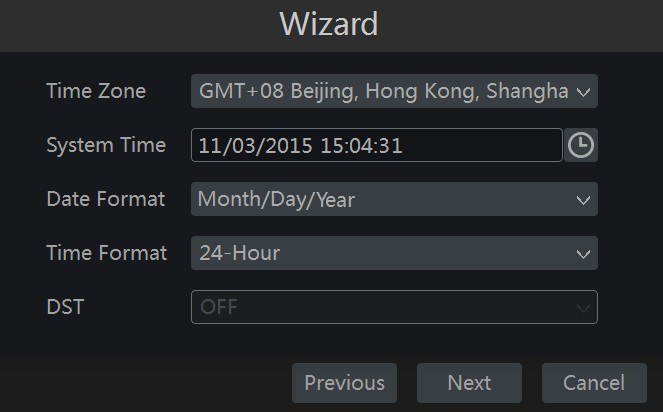 Wizard
Time Zone GMT+08 Beijing, Hong Kong, Shangha
System Time 11/03/2015 15:04:31
Date Format Month/Day/Year
Time Format 24-Hour
DST OFF
Previous Next Cancel